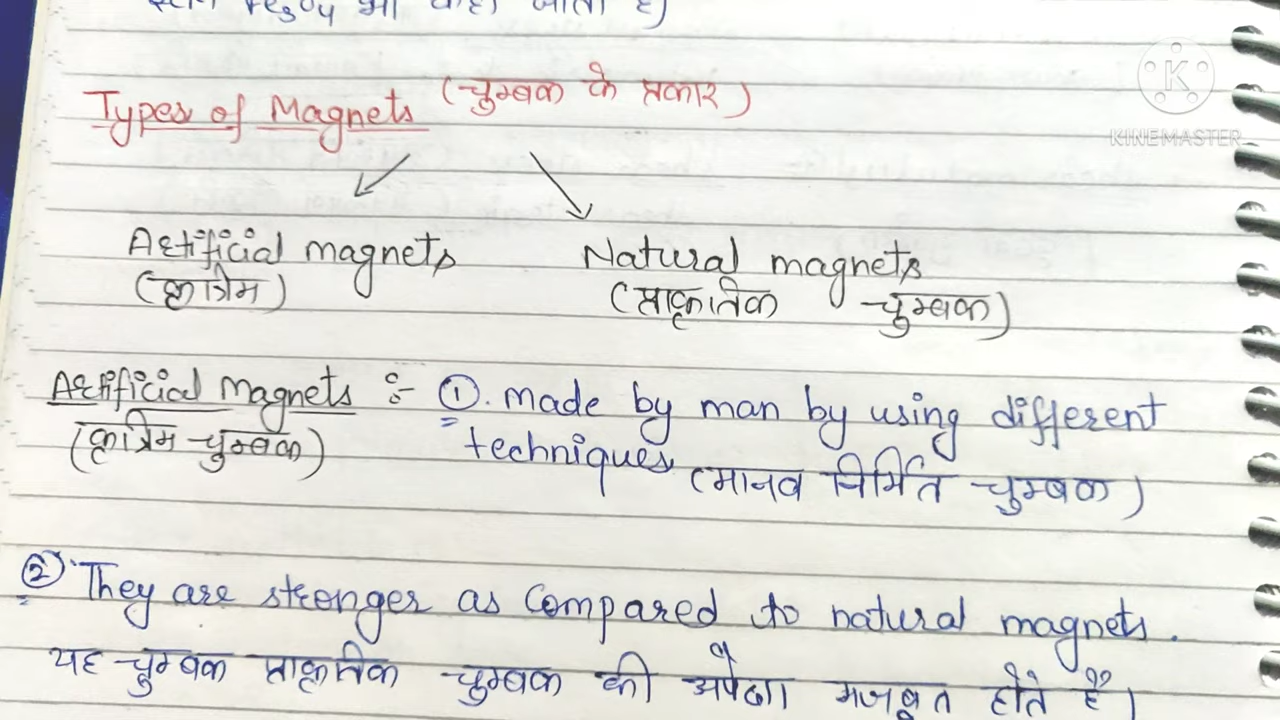 Fe3O4 भी कहा जाता है)
Types of Magnets (चुम्बक के प्रकार)
Artificial magnets Natural magnets
(कृत्रिम) (प्राकृतिक चुम्बक)
Artificial Magnets :- ①. made by man by using different
(कृत्रिम चुम्बक) techniques (मानव निर्मित चुम्बक)
② They are stronger as compared to natural magnets.
यह चुम्बक प्राकृतिक चुम्बक की अपेक्षा मजबूत होते है।
K
KINEMASTER